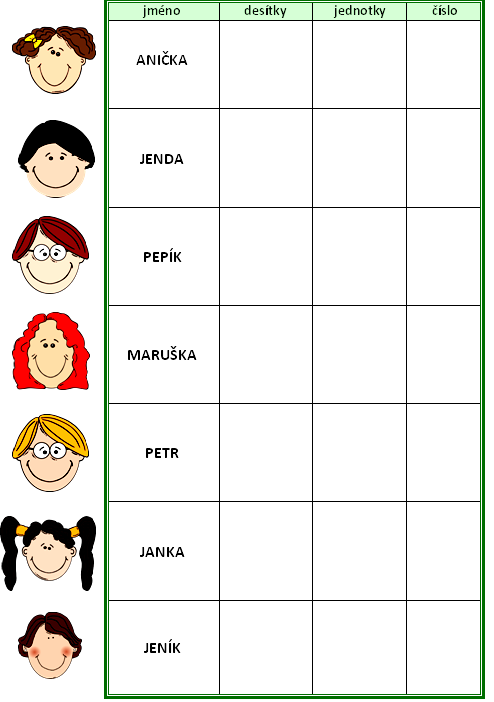 jméno desítky jednotky číslo
ANIČKA
JENDA
PEPÍK
MARUŠKA
PETR
JANKA
JENÍK